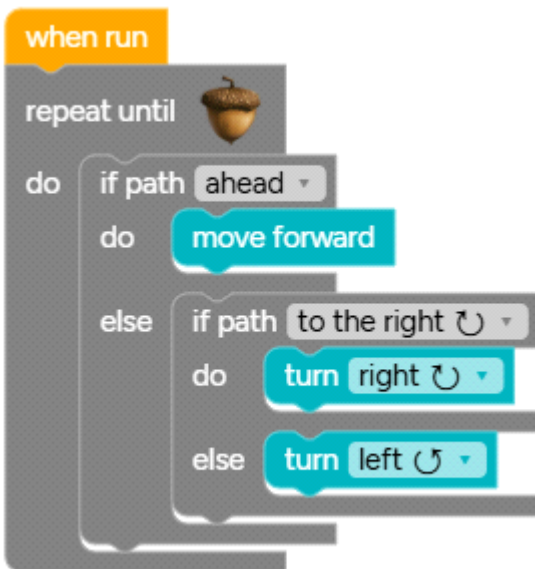 when run
repeat until
do if path ahead
do move forward
else if path to the right ↻
do turn right ↻
else turn left ↺